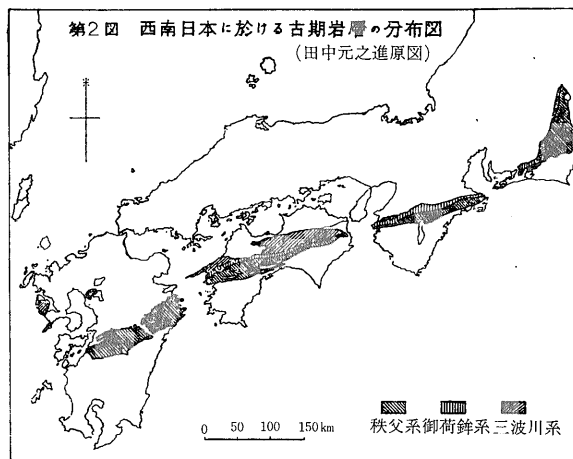 第2図 西南日本に於ける古期岩層の分布図
(田中元之進原図)
0 50 100 150km
秩父系御荷鉾系三波川系